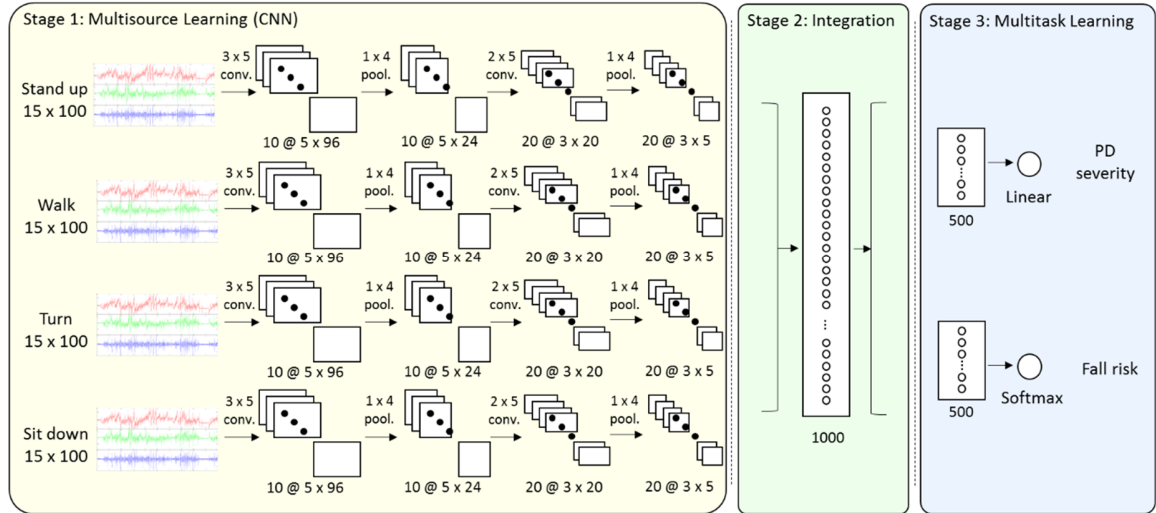 Stage 1: Multisource Learning (CNN)
Stand up
15 x 100
3 x 5
conv.
1 x 4
pool.
2 x 5
conv.
1 x 4
pool.
10 @ 5 x 96
10 @ 5 x 24
20 @ 3 x 20
20 @ 3 x 5
Walk
15 x 100
3 x 5
conv.
1 x 4
pool.
2 x 5
conv.
1 x 4
pool.
10 @ 5 x 96
10 @ 5 x 24
20 @ 3 x 20
20 @ 3 x 5
Turn
15 x 100
3 x 5
conv.
1 x 4
pool.
2 x 5
conv.
1 x 4
pool.
10 @ 5 x 96
10 @ 5 x 24
20 @ 3 x 20
20 @ 3 x 5
Sit down
15 x 100
3 x 5
conv.
1 x 4
pool.
2 x 5
conv.
1 x 4
pool.
10 @ 5 x 96
10 @ 5 x 24
20 @ 3 x 20
20 @ 3 x 5
Stage 2: Integration
1000
Stage 3: Multitask Learning
500
Linear
PD
severity
500
Softmax
Fall risk